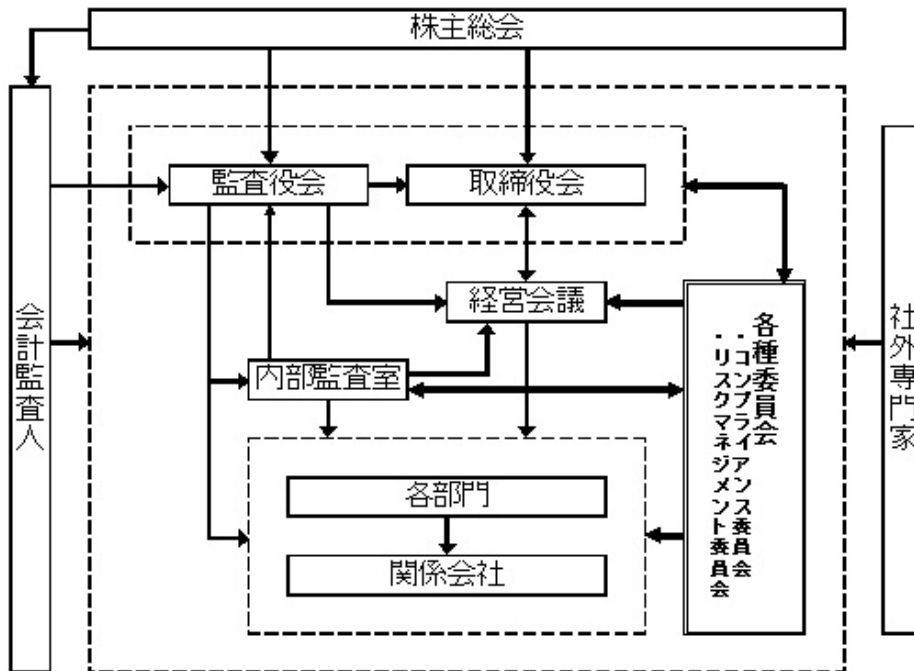 株主総会
監査役会
取締役会
経営会議
内部監査室
各部門
関係会社
会計監査人
各種委員会
・コンプライアンス委員会
・リスクマネジメント委員会
社外専門家